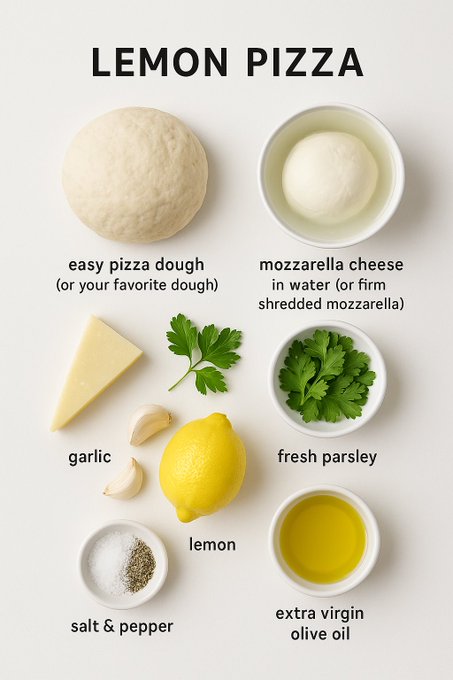 LEMON PIZZA
easy pizza dough
(or your favorite dough)
mozzarella cheese
in water (or firm
shredded mozzarella)
garlic
fresh parsley
lemon
salt & pepper
extra virgin
olive oil